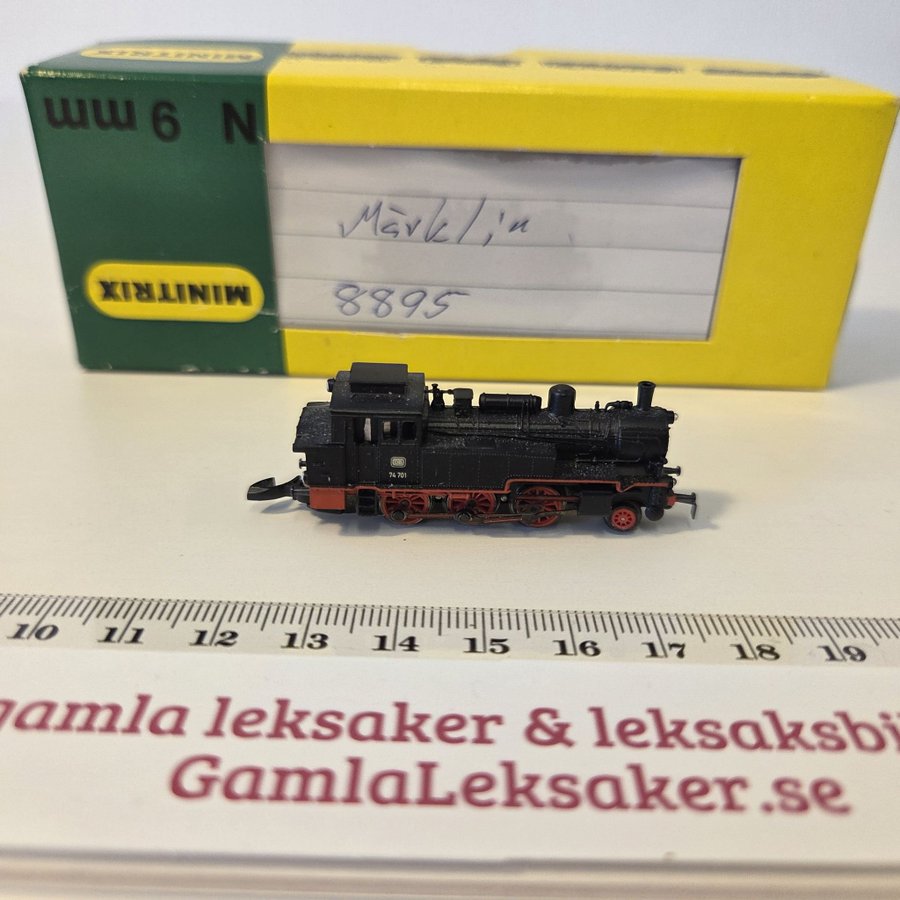 MINITRIX
N 9 mm
MINITRIX
Märklin
8895
74 701
10 11 12 13 14 15 16 17 18 19
gamla leksaker & leksaksbi
GamlaLeksaker.se